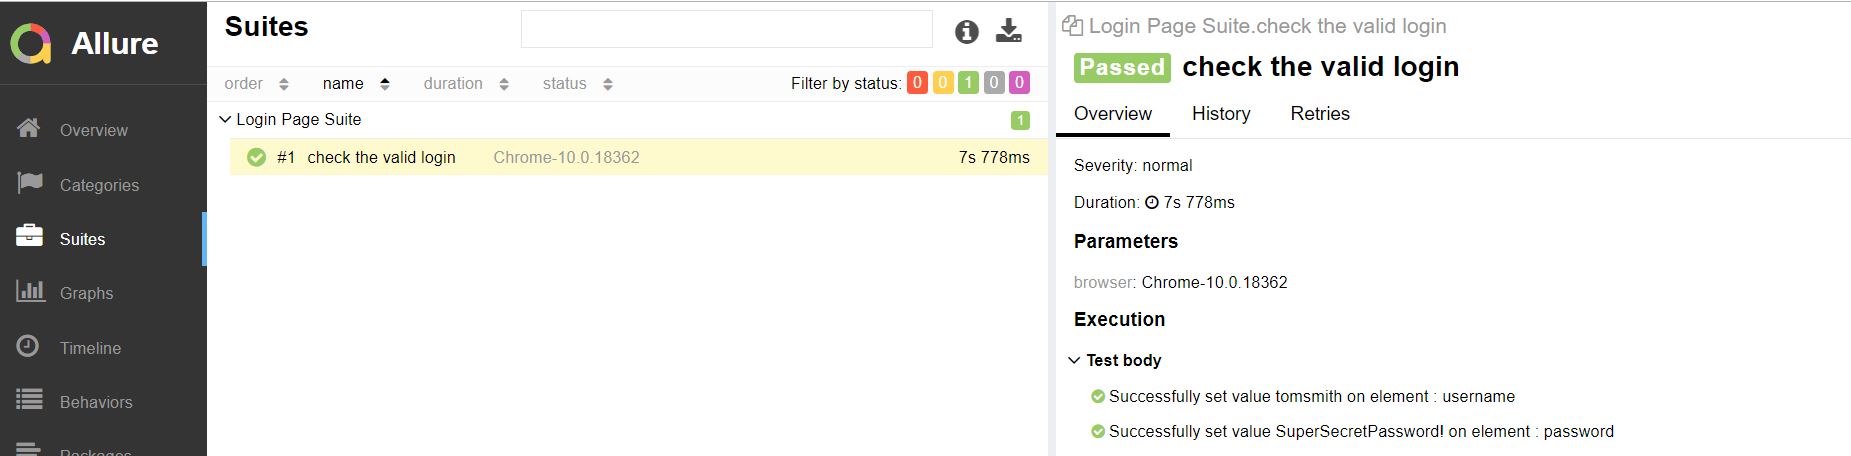 Allure
Overview
Categories
Suites
Graphs
Timeline
Behaviors
Packages
Suites
order name duration status Filter by status: 0 0 1 0 0
Login Page Suite 1
#1 check the valid login Chrome-10.0.18362 7s 778ms
Login Page Suite.check the valid login
Passed check the valid login
Overview History Retries
Severity: normal
Duration: 7s 778ms
Parameters
browser: Chrome-10.0.18362
Execution
Test body
Successfully set value tomsmith on element : username
Successfully set value SuperSecretPassword! on element : password